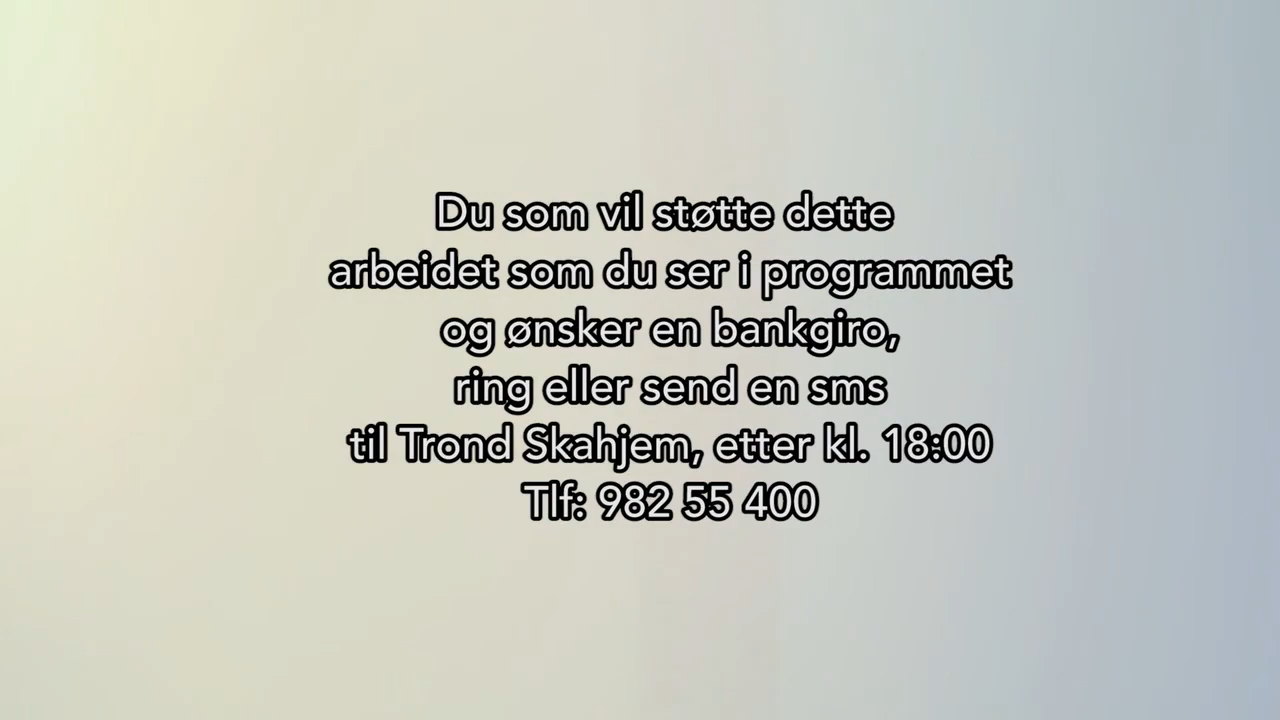 Du som vil støtte dette
arbeidet som du ser i programmet
og ønsker en bankgiro,
ring eller send en sms
til Trond Skahjem, etter kl. 18:00
Tlf: 982 55 400